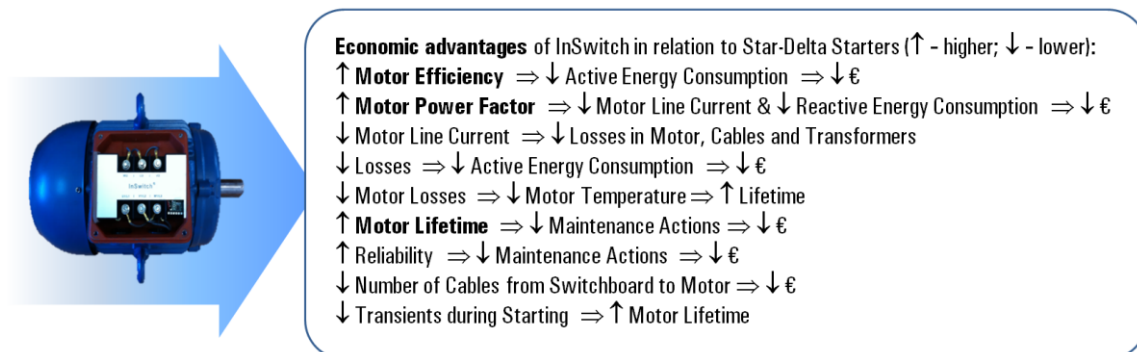 Economic advantages of InSwitch in relation to Star-Delta Starters (↑ - higher; ↓ - lower):
↑ Motor Efficiency ⇒ ↓ Active Energy Consumption ⇒ ↓ €
↑ Motor Power Factor ⇒ ↓ Motor Line Current & ↓ Reactive Energy Consumption ⇒ ↓ €
↓ Motor Line Current ⇒ ↓ Losses in Motor, Cables and Transformers
↓ Losses ⇒ ↓ Active Energy Consumption ⇒ ↓ €
↓ Motor Losses ⇒ ↓ Motor Temperature ⇒ ↑ Lifetime
↑ Motor Lifetime ⇒ ↓ Maintenance Actions ⇒ ↓ €
↑ Reliability ⇒ ↓ Maintenance Actions ⇒ ↓ €
↓ Number of Cables from Switchboard to Motor ⇒ ↓ €
↓ Transients during Starting ⇒ ↑ Motor Lifetime
InSwitch